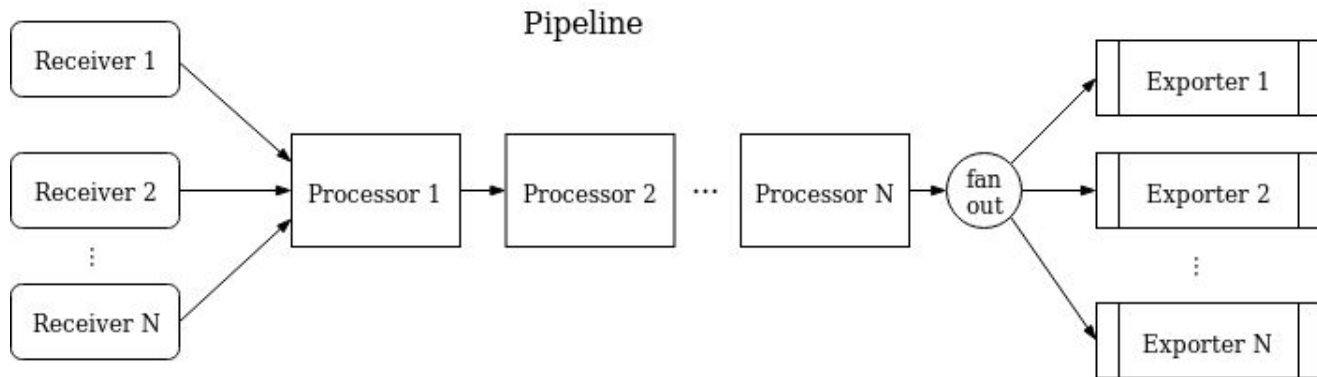 Pipeline
Receiver 1
Receiver 2
⋮
Receiver N
Processor 1
Processor 2
...
Processor N
fan
out
Exporter 1
Exporter 2
⋮
Exporter N